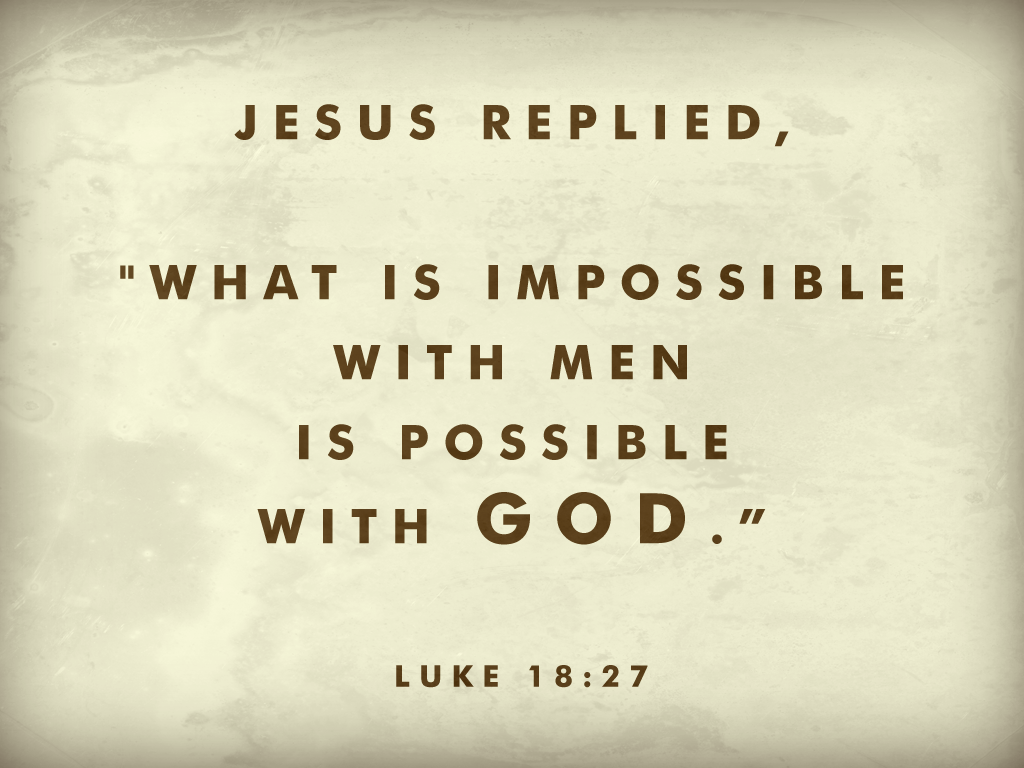 JESUS REPLIED,
"WHAT IS IMPOSSIBLE
WITH MEN
IS POSSIBLE
WITH GOD.”
LUKE 18:27